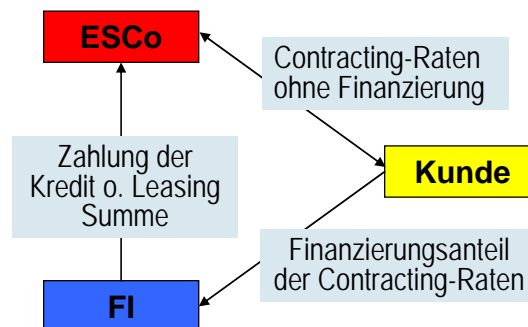 ESCo
Contracting-Raten
ohne Finanzierung
Zahlung der
Kredit o. Leasing
Summe
Kunde
Finanzierungsanteil
der Contracting-Raten
FI